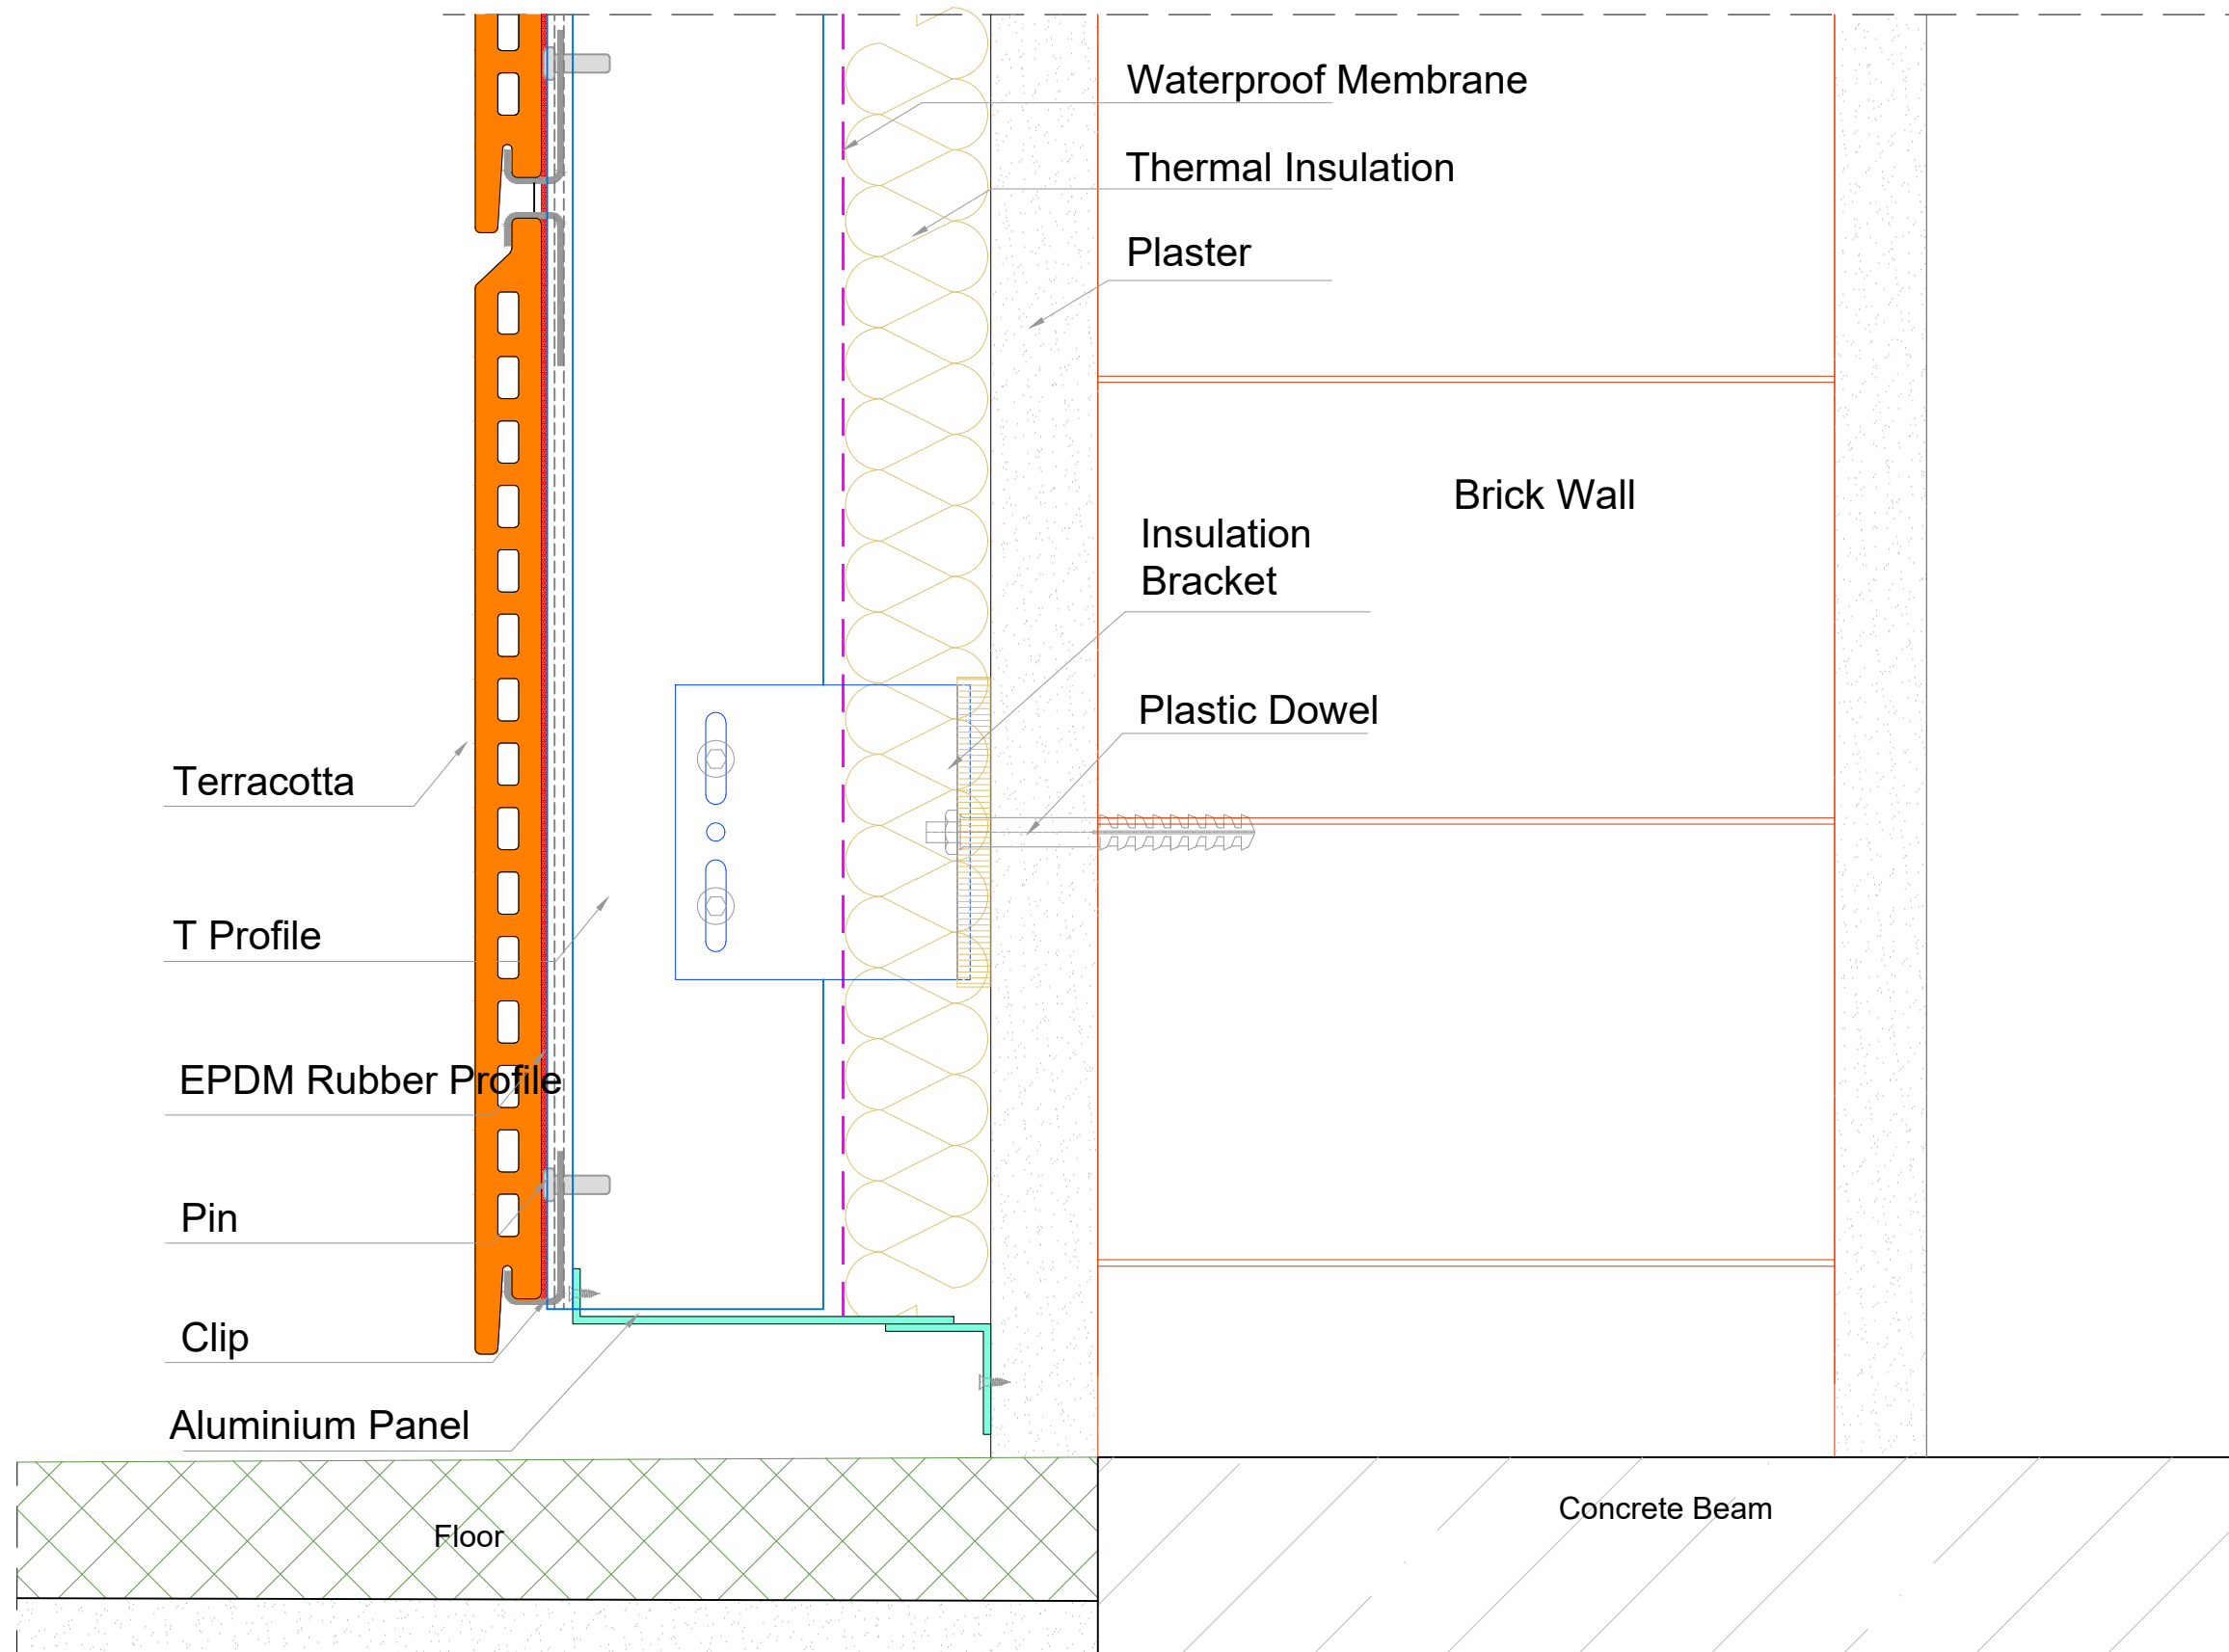 Waterproof Membrane
Thermal Insulation
Plaster
Brick Wall
Insulation
Bracket
Plastic Dowel
Terracotta
T Profile
EPDM Rubber Profile
Pin
Clip
Aluminium Panel
Floor
Concrete Beam